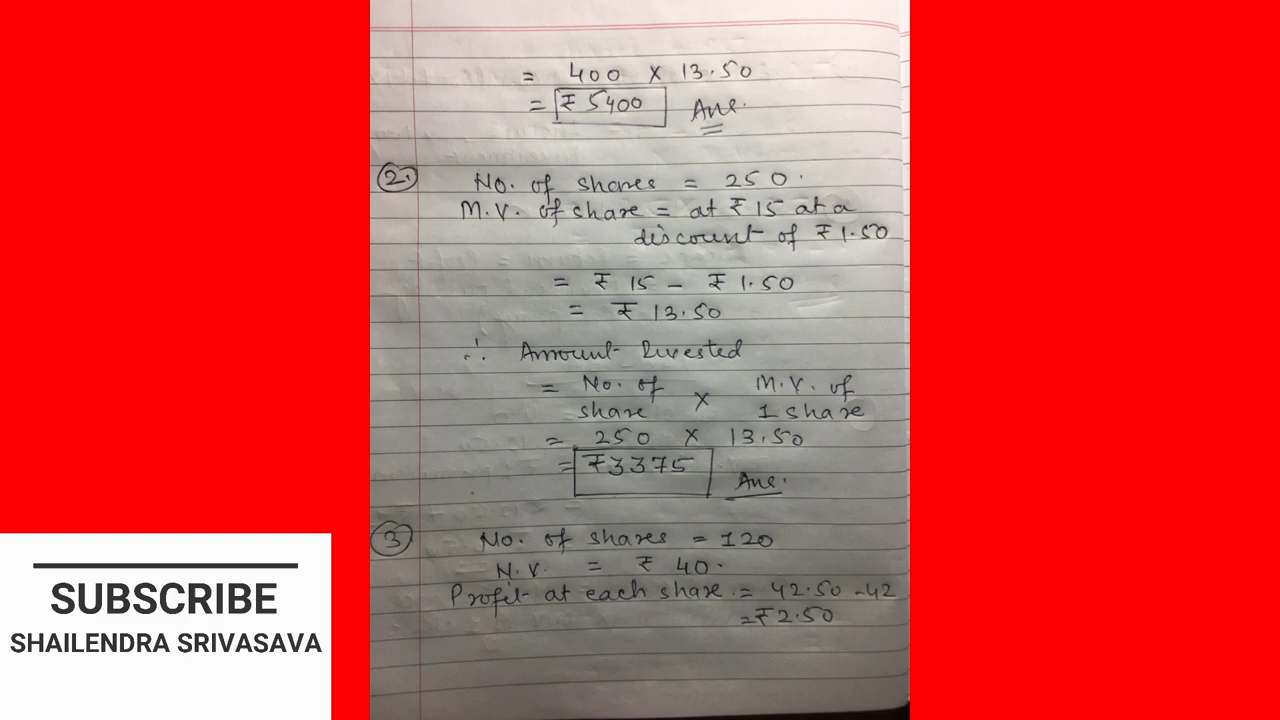 = 400 x 13.50
= ₹ 5400 Ans.
2. No. of shares = 250.
M.V. of share = at ₹ 15 at a
discount of ₹ 1.50
= ₹ 15 - ₹ 1.50
= ₹ 13.50
∴ Amount Invested
= No. of share x M.V. of 1 share
= 250 x 13.50
= ₹3375 Ans.
3 No. of shares = 120
N.V. = ₹ 40.
Profit at each share = 42.50 - 42
= ₹2.50
SUBSCRIBE
SHAILENDRA SRIVASAVA